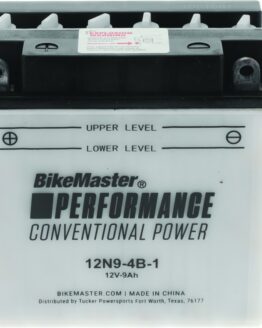 UPPER LEVEL
LOWER LEVEL
BikeMaster®
PERFORMANCE
CONVENTIONAL POWER
12N9-4B-1
12V-9Ah
BIKEMASTER.COM | MADE IN CHINA
Distributed by Tucker Powersports Fort Worth, Texas, 76177